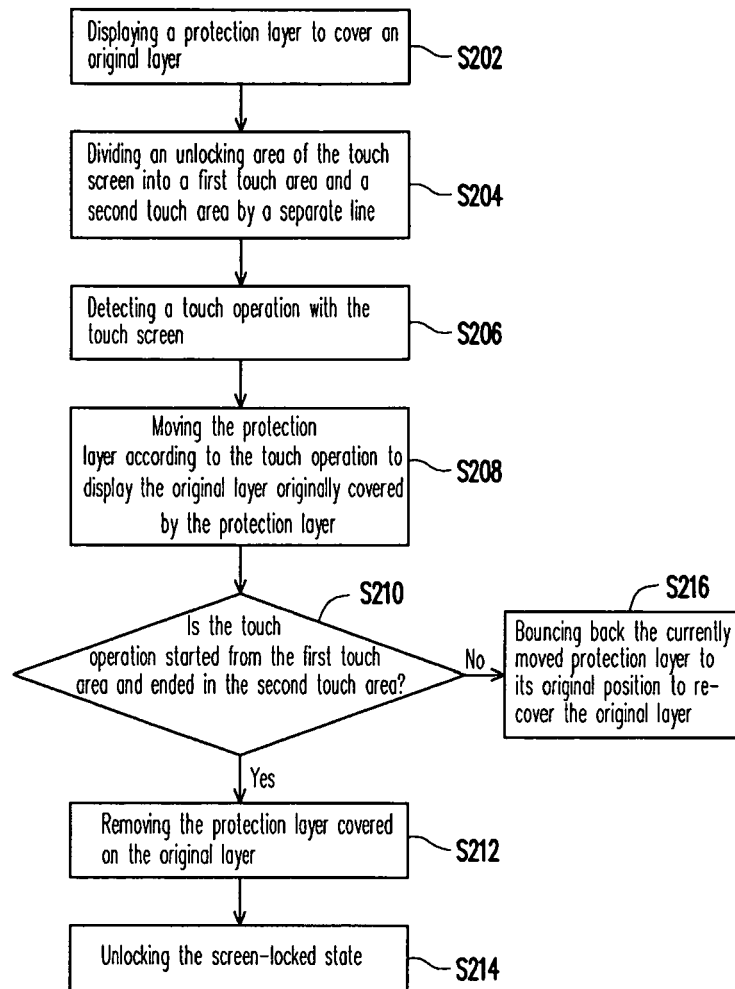 Displaying a protection layer to cover an
original layer
S202
Dividing an unlocking area of the touch
screen into a first touch area and a
second touch area by a separate line
S204
Detecting a touch operation with the
touch screen
S206
Moving the protection
layer according to the touch operation to
display the original layer originally covered
by the protection layer
S208
S210
Is the touch
operation started from the first touch
area and ended in the second touch area?
No
S216
Bouncing back the currently
moved protection layer to
its original position to re-
cover the original layer
Yes
Removing the protection layer covered
on the original layer
S212
Unlocking the screen-locked state
S214